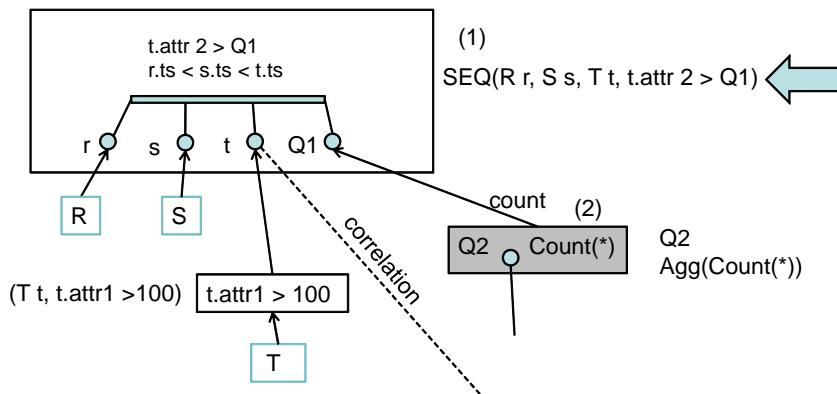 t.attr 2 > Q1
r.ts < s.ts < t.ts
(1)
SEQ(R r, S s, T t, t.attr 2 > Q1)
r
s
t
Q1
R
S
count
(2)
correlation
Q2
Count(*)
Q2
Agg(Count(*))
(T t, t.attr1 >100)
t.attr1 > 100
T